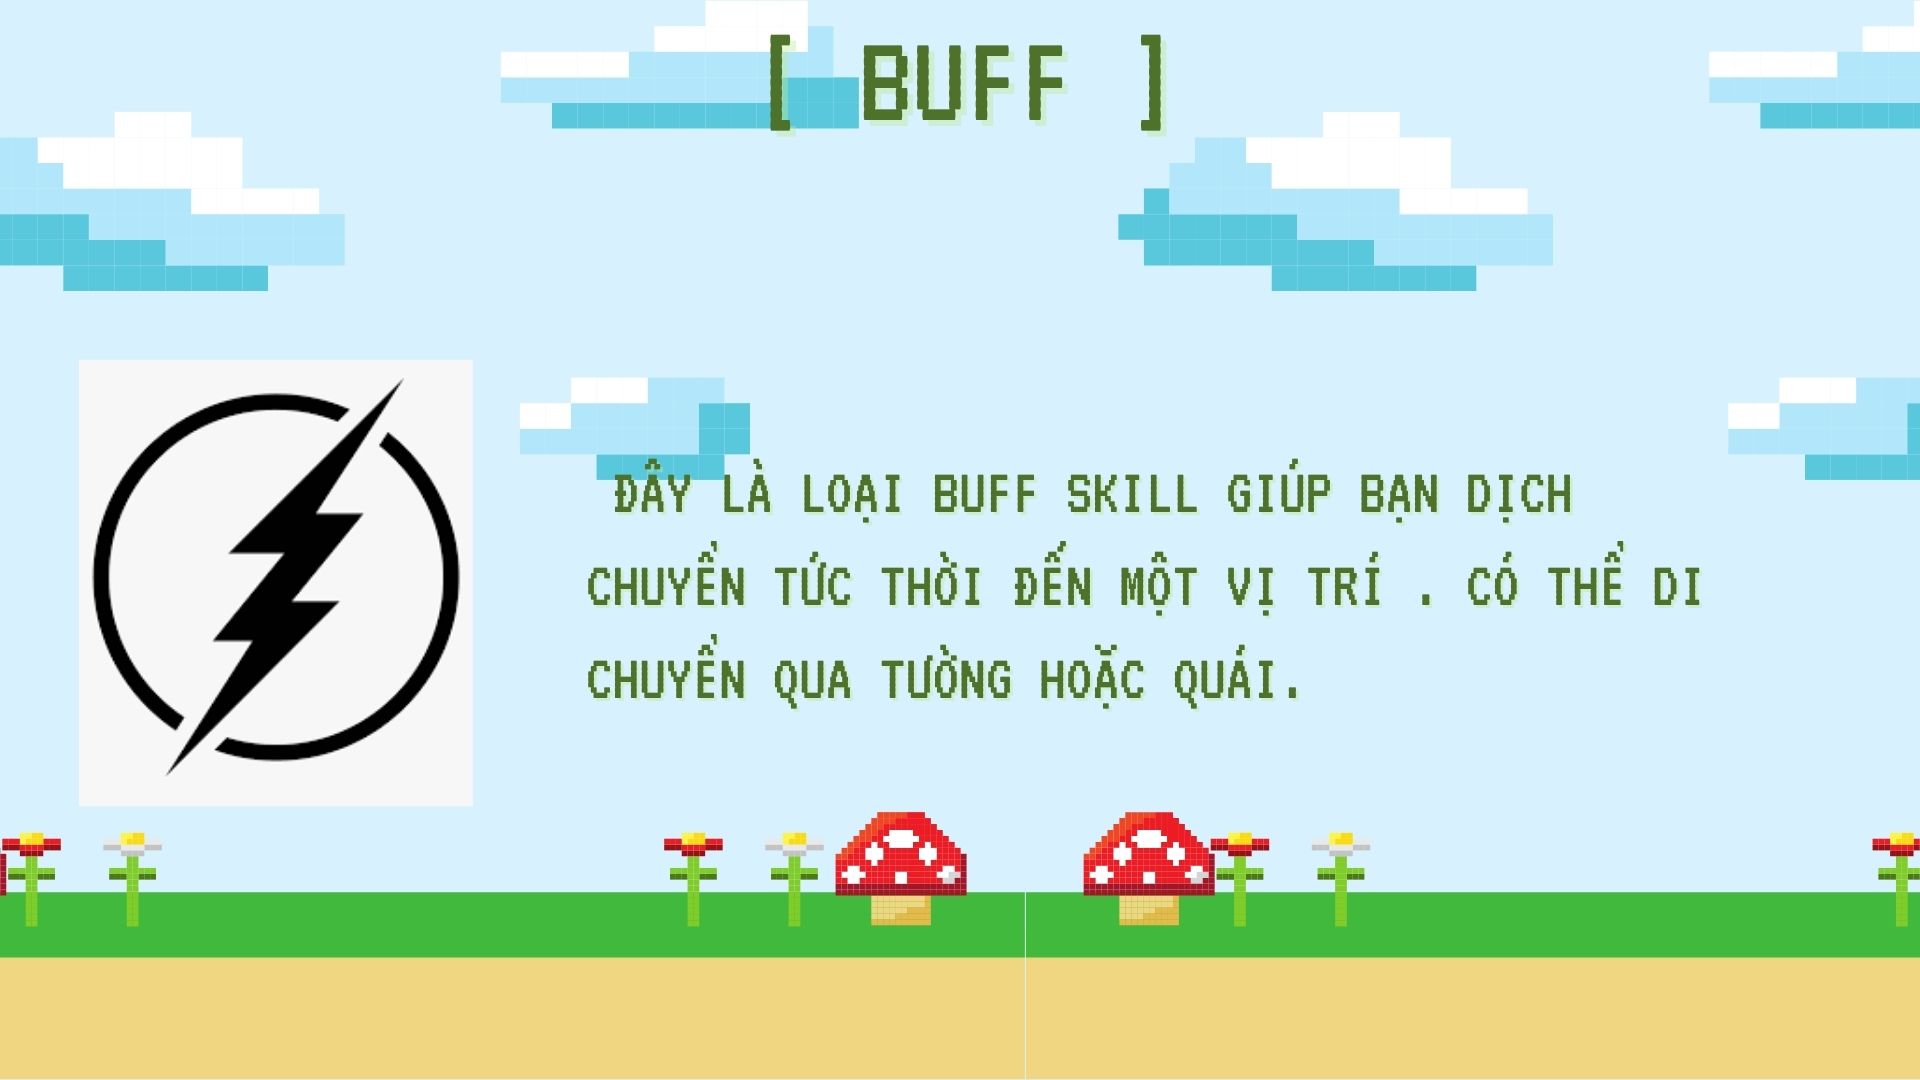 [ BUFF ]
ĐÂY LÀ LOẠI BUFF SKILL GIÚP BẠN DỊCH
CHUYỂN TỨC THỜI ĐẾN MỘT VỊ TRÍ . CÓ THỂ DI
CHUYỂN QUA TƯỜNG HOẶC QUÁI.